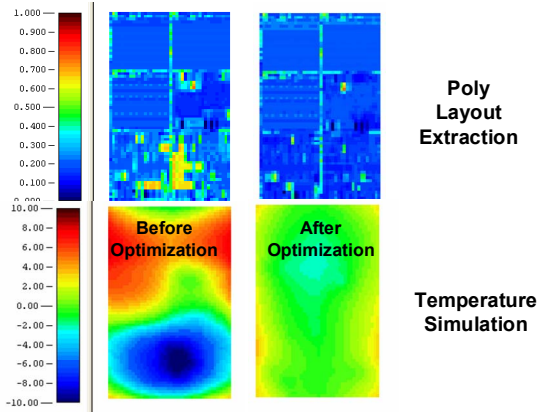 1.000
0.900
0.800
0.700
0.600
0.500
0.400
0.300
0.200
0.100
0.000
Poly
Layout
Extraction
10.00
8.00
6.00
4.00
2.00
0.00
-2.00
-4.00
-6.00
-8.00
-10.00
Before
Optimization
After
Optimization
Temperature
Simulation